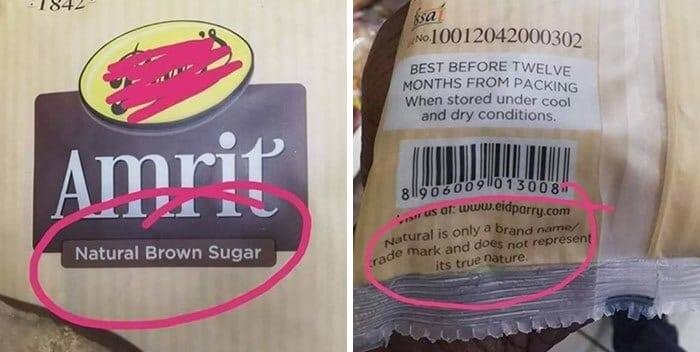 1842
Amrit
Natural Brown Sugar
ssai
No.10012042000302
BEST BEFORE TWELVE
MONTHS FROM PACKING
When stored under cool
and dry conditions.
8 906009 013008
us at: www.eidparry.com
Natural is only a brand name/
trade mark and does not represent
its true nature.